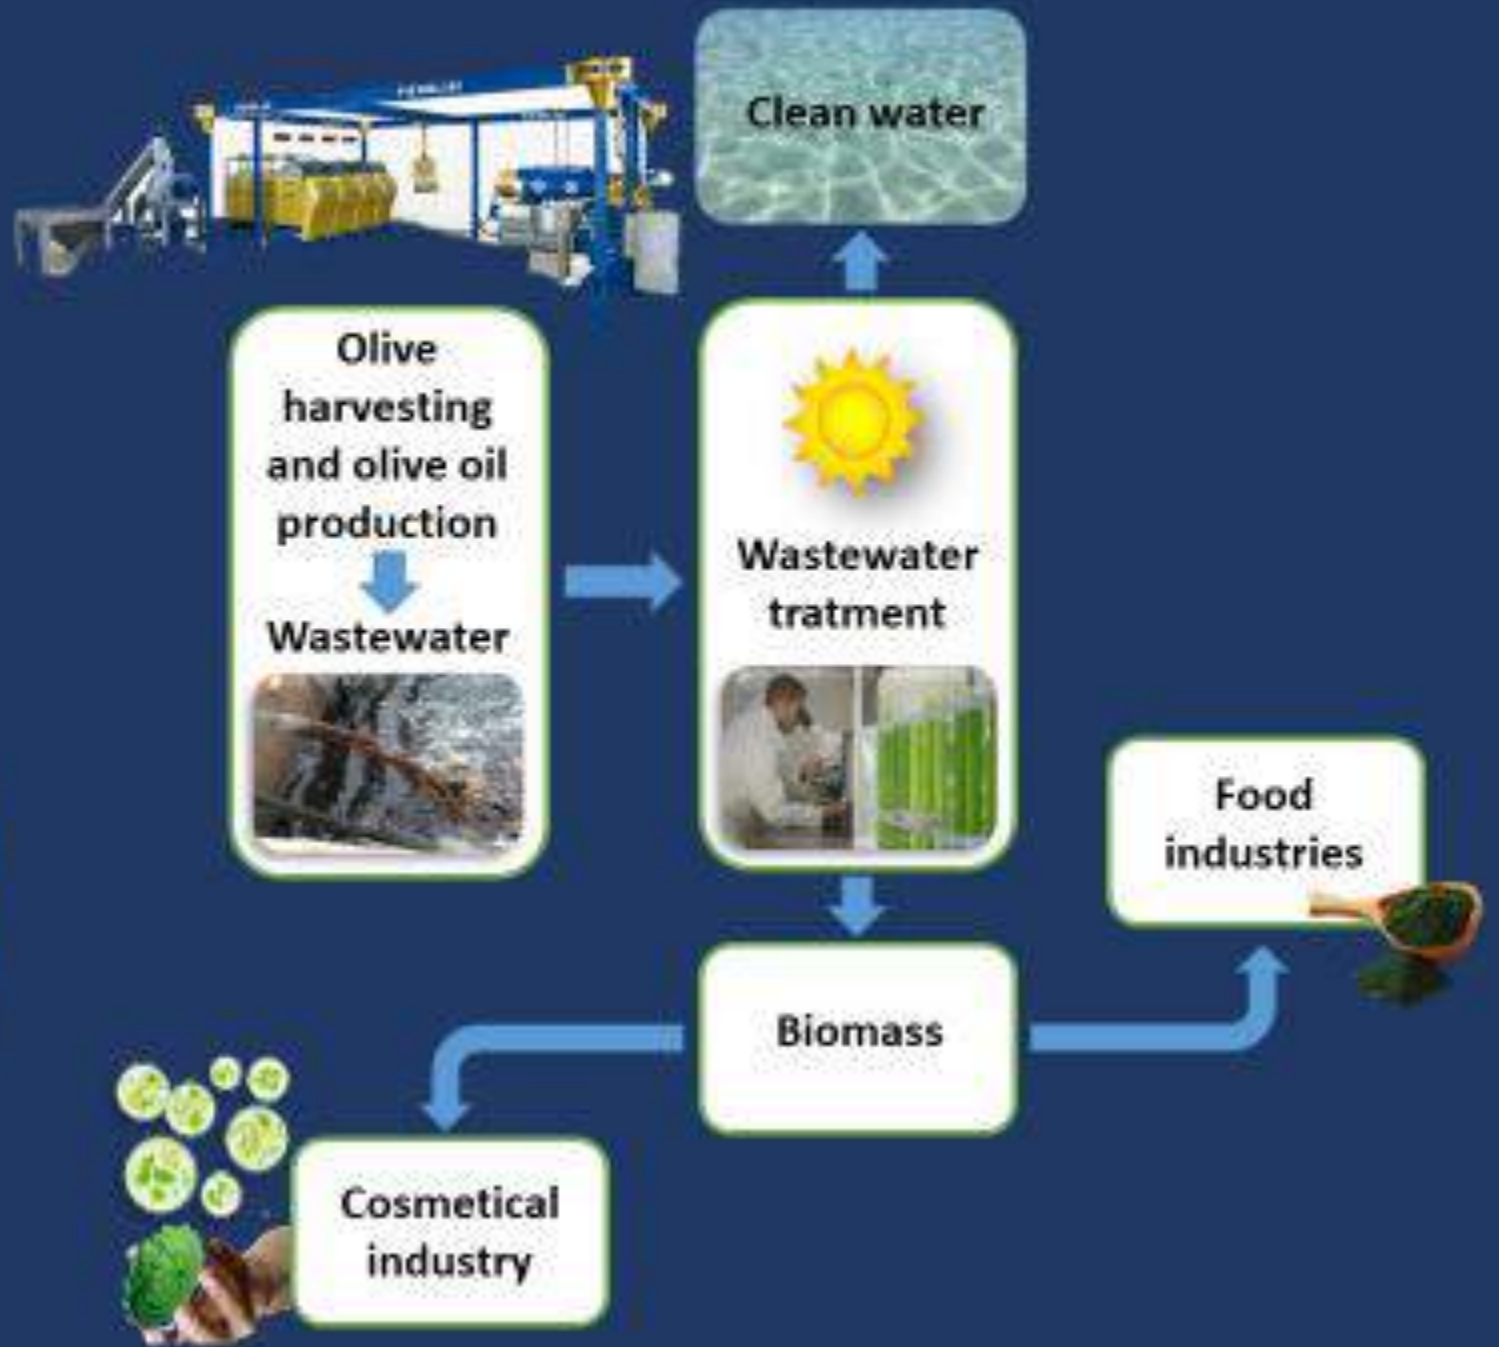 Clean water
Olive
harvesting
and olive oil
production
Wastewater
Wastewater
tratment
Food
industries
Biomass
Cosmetical
industry